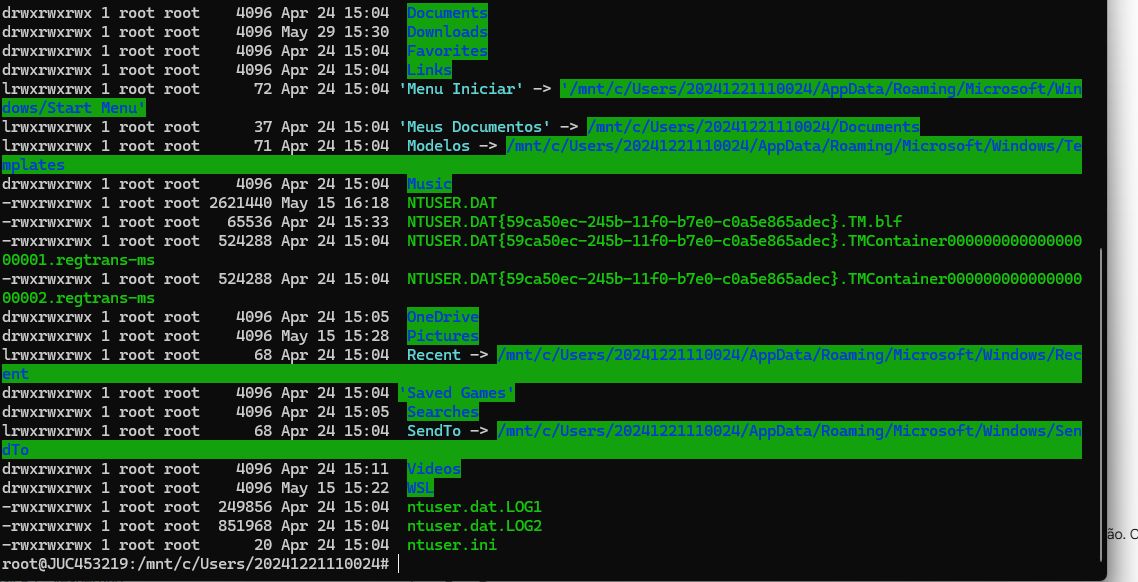 drwxrwxrwx 1 root root    4096 Apr 24 15:04  Documents
drwxrwxrwx 1 root root    4096 May 29 15:30  Downloads
drwxrwxrwx 1 root root    4096 Apr 24 15:04  Favorites
drwxrwxrwx 1 root root    4096 Apr 24 15:04  Links
lrwxrwxrwx 1 root root      72 Apr 24 15:04 'Menu Iniciar' -> '/mnt/c/Users/20241221110024/AppData/Roaming/Microsoft/Win
dows/Start Menu'
lrwxrwxrwx 1 root root      37 Apr 24 15:04 'Meus Documentos' -> /mnt/c/Users/20241221110024/Documents
lrwxrwxrwx 1 root root      71 Apr 24 15:04  Modelos -> /mnt/c/Users/20241221110024/AppData/Roaming/Microsoft/Windows/Te
mplates
drwxrwxrwx 1 root root    4096 Apr 24 15:04  Music
-rwxrwxrwx 1 root root 2621440 May 15 16:18  NTUSER.DAT
-rwxrwxrwx 1 root root   65536 Apr 24 15:33  NTUSER.DAT{59ca50ec-245b-11f0-b7e0-c0a5e865adec}.TM.blf
-rwxrwxrwx 1 root root  524288 Apr 24 15:04  NTUSER.DAT{59ca50ec-245b-11f0-b7e0-c0a5e865adec}.TMContainer000000000000000
00001.regtrans-ms
-rwxrwxrwx 1 root root  524288 Apr 24 15:04  NTUSER.DAT{59ca50ec-245b-11f0-b7e0-c0a5e865adec}.TMContainer000000000000000
00002.regtrans-ms
drwxrwxrwx 1 root root    4096 Apr 24 15:05  OneDrive
drwxrwxrwx 1 root root    4096 May 15 15:28  Pictures
lrwxrwxrwx 1 root root      68 Apr 24 15:04  Recent -> /mnt/c/Users/20241221110024/AppData/Roaming/Microsoft/Windows/Rec
ent
drwxrwxrwx 1 root root    4096 Apr 24 15:04 'Saved Games'
drwxrwxrwx 1 root root    4096 Apr 24 15:05  Searches
lrwxrwxrwx 1 root root      68 Apr 24 15:04  SendTo -> /mnt/c/Users/20241221110024/AppData/Roaming/Microsoft/Windows/Sen
dTo
drwxrwxrwx 1 root root    4096 Apr 24 15:11  Videos
drwxrwxrwx 1 root root    4096 May 15 15:22  WSL
-rwxrwxrwx 1 root root  249856 Apr 24 15:04  ntuser.dat.LOG1
-rwxrwxrwx 1 root root  851968 Apr 24 15:04  ntuser.dat.LOG2
-rwxrwxrwx 1 root root      20 Apr 24 15:04  ntuser.ini
root@JUC453219:/mnt/c/Users/20241221110024#